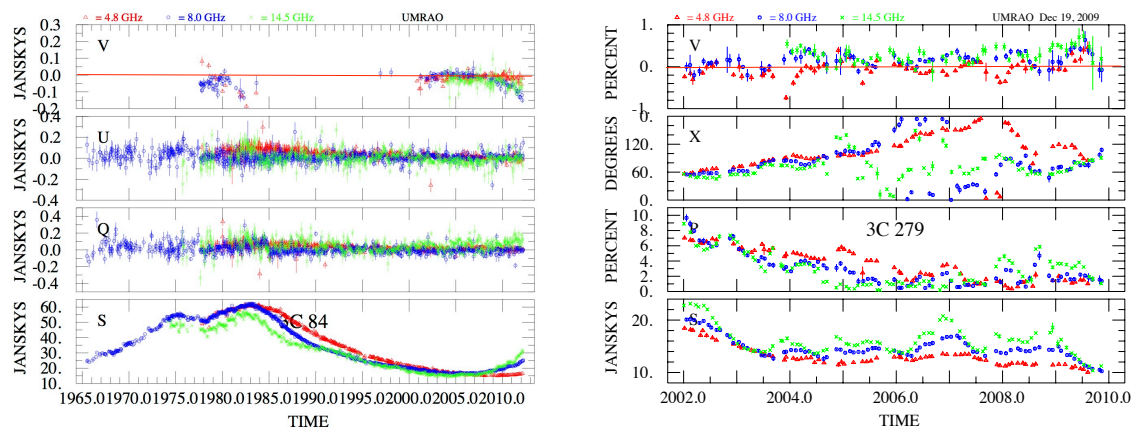 △ = 4.8 GHz ○ = 8.0 GHz × = 14.5 GHz UMRAO
JANSKYS
0.3
0.2
0.1
0.0
-0.1
-0.2
V
JANSKYS
0.4
0.2
0.0
-0.2
-0.4
U
JANSKYS
0.4
0.2
0.0
-0.2
-0.4
Q
JANSKYS
60.
50.
40.
30.
20.
10.
S
3C 84
1965.0 1970.0 1975.0 1980.0 1985.0 1990.0 1995.0 2000.0 2005.0 2010.0
TIME
△ = 4.8 GHz ○ = 8.0 GHz × = 14.5 GHz UMRAO Dec 19, 2009
PERCENT
1.
0.
-1
V
DEGREES
120.
60.
0.
X
PERCENT
10.
8.
6.
4.
2.
0.
P
3C 279
JANSKYS
20.
10.
S
2002.0 2004.0 2006.0 2008.0 2010.0
TIME